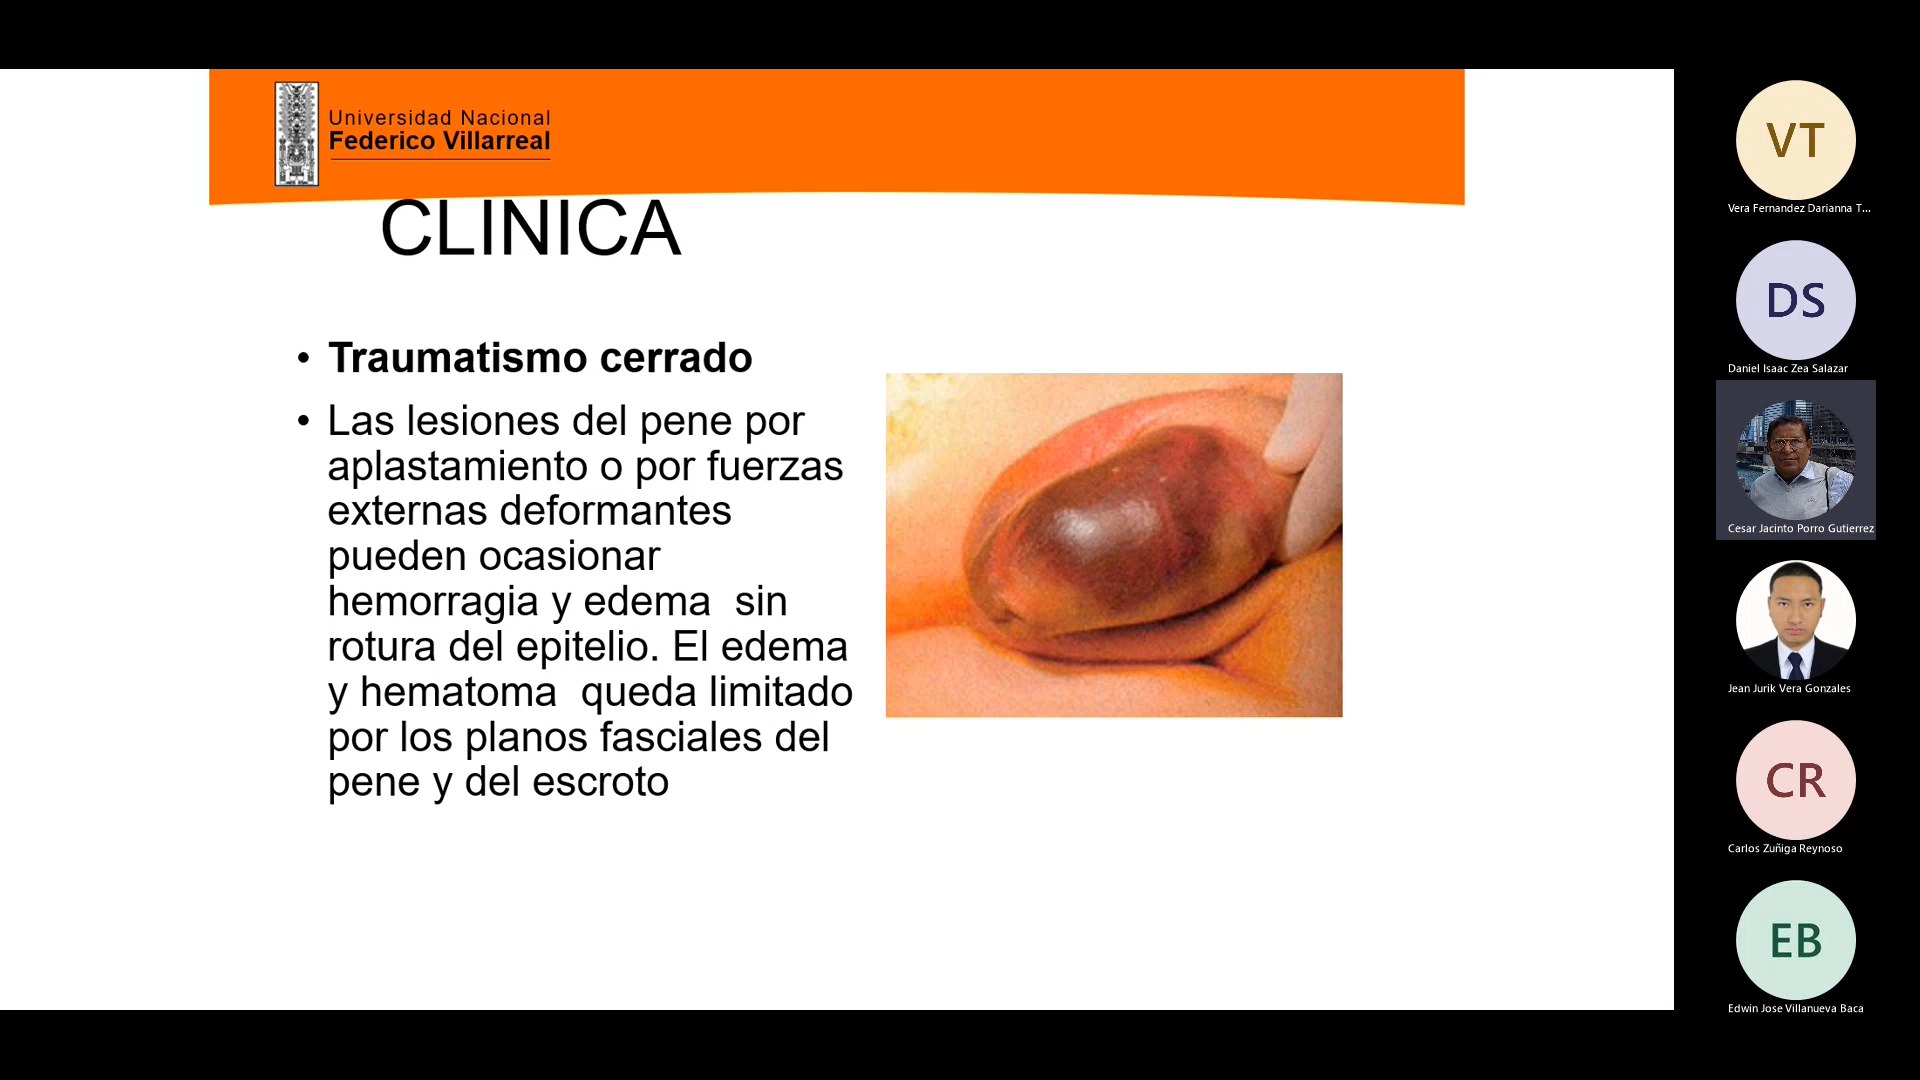 Universidad Nacional
Federico Villarreal
CLINICA
• Traumatismo cerrado
• Las lesiones del pene por
aplastamiento o por fuerzas
externas deformantes
pueden ocasionar
hemorragia y edema  sin
rotura del epitelio. El edema
y hematoma  queda limitado
por los planos fasciales del
pene y del escroto
VT
Vera Fernandez Darianna T...
DS
Daniel Isaac Zea Salazar
Cesar Jacinto Porro Gutierrez
Jean Jurik Vera Gonzales
CR
Carlos Zuñiga Reynoso
EB
Edwin Jose Villanueva Baca